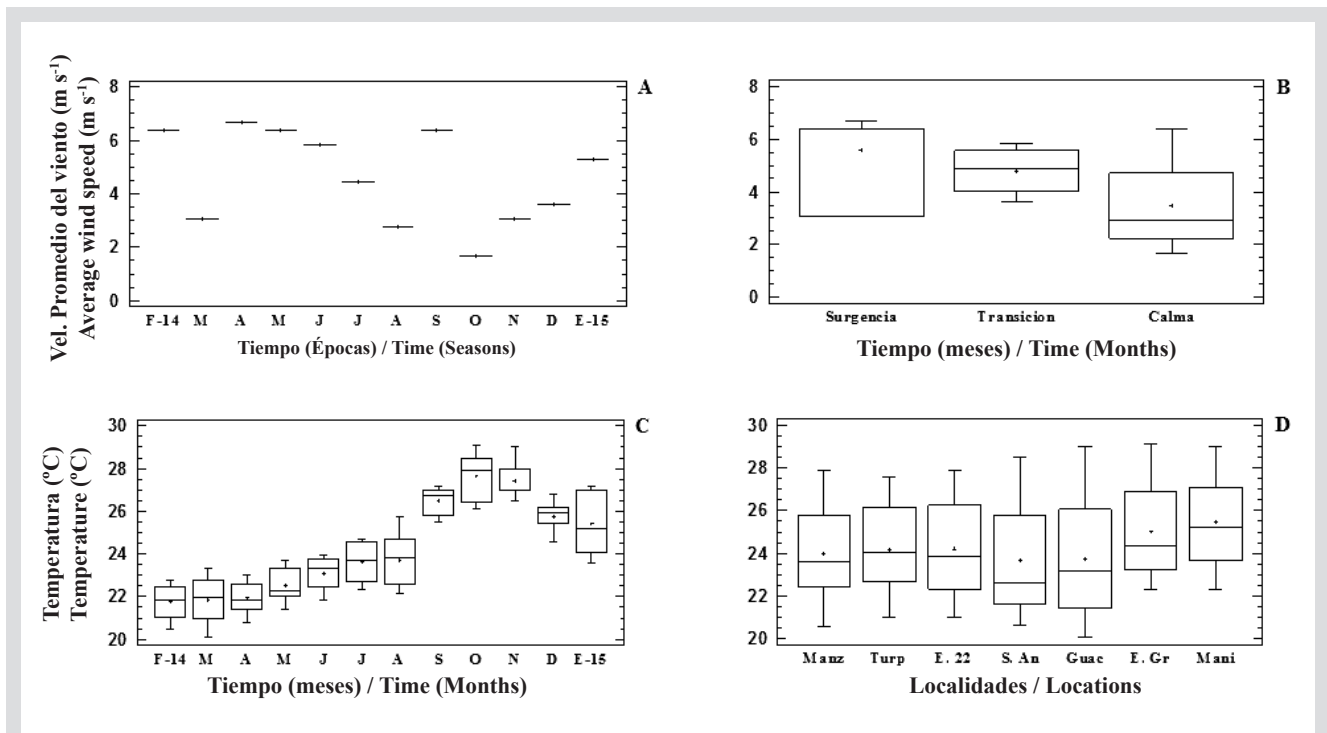 Vel. Promedio del viento (m s⁻¹)
Average wind speed (m s⁻¹)
A
8
6
4
2
0
F-14 M A M J J A S O N D E-15
Tiempo (Épocas) / Time (Seasons)
B
8
6
4
2
0
Surgencia Transicion Calma
Tiempo (meses) / Time (Months)
Temperatura (ºC)
Temperature (ºC)
C
30
28
26
24
22
20
F-14 M A M J J A S O N D E-15
Tiempo (meses) / Time (Months)
D
30
28
26
24
22
20
Manz Turp E. 22 S. An Guac E. Gr Mani
Localidades / Locations